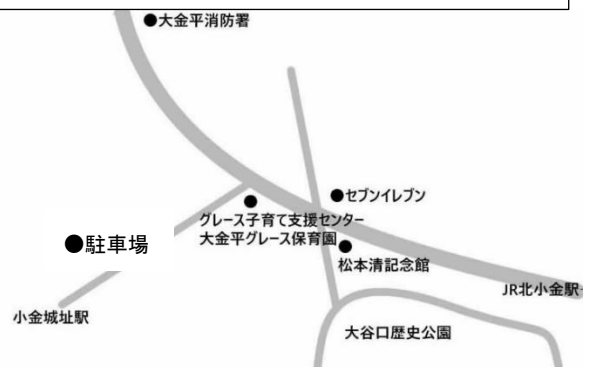 ●大金平消防署
●セブンイレブン
グレース子育て支援センター
大金平グレース保育園
●駐車場
松本清記念館
JR北小金駅
小金城址駅
大谷口歴史公園